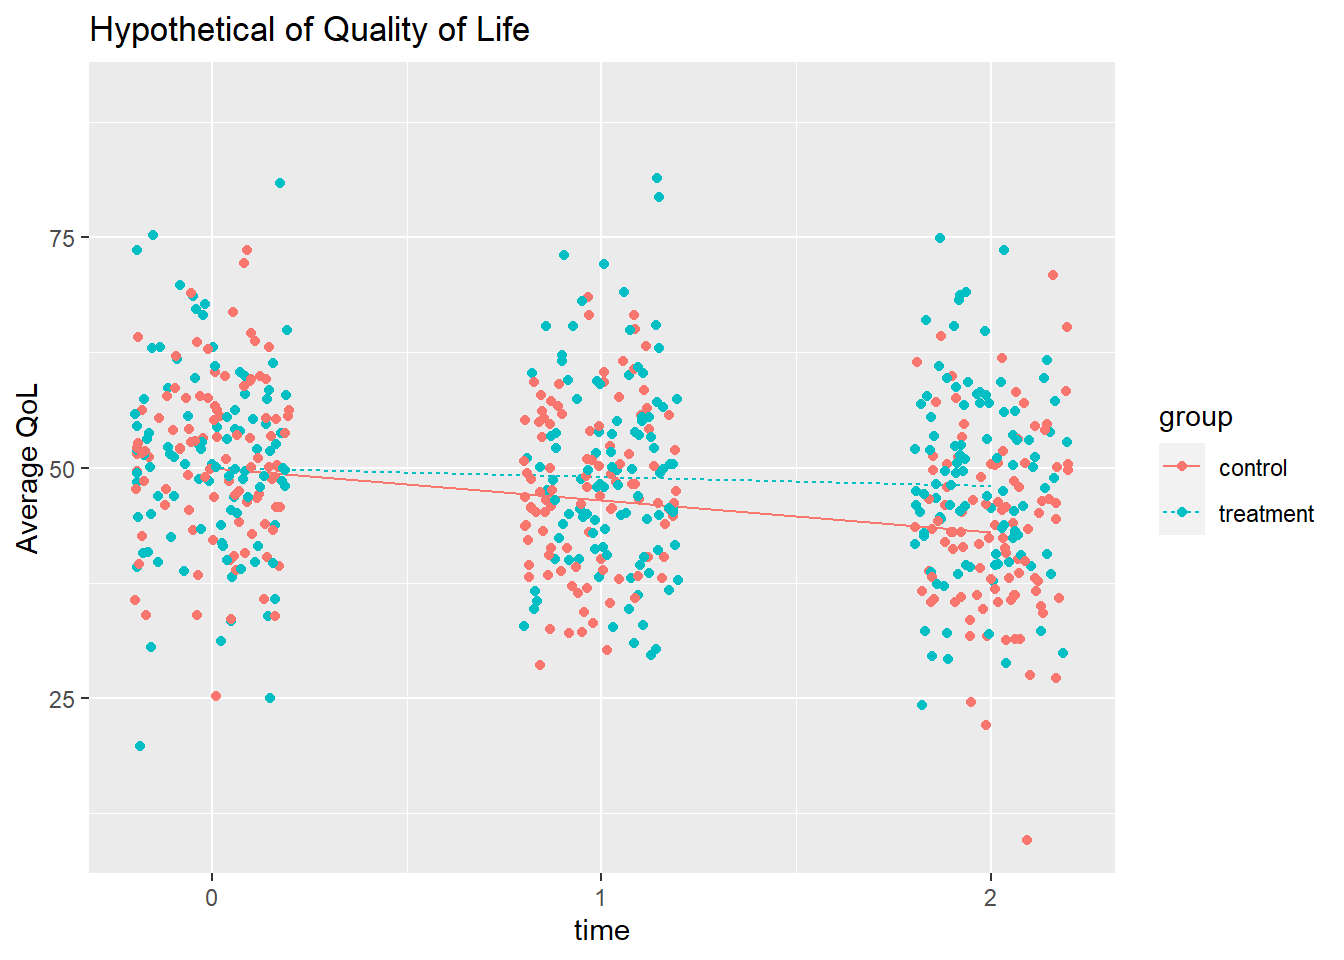 Hypothetical of Quality of Life
Average QoL
75
50
25
0
1
2
time
group
control
treatment